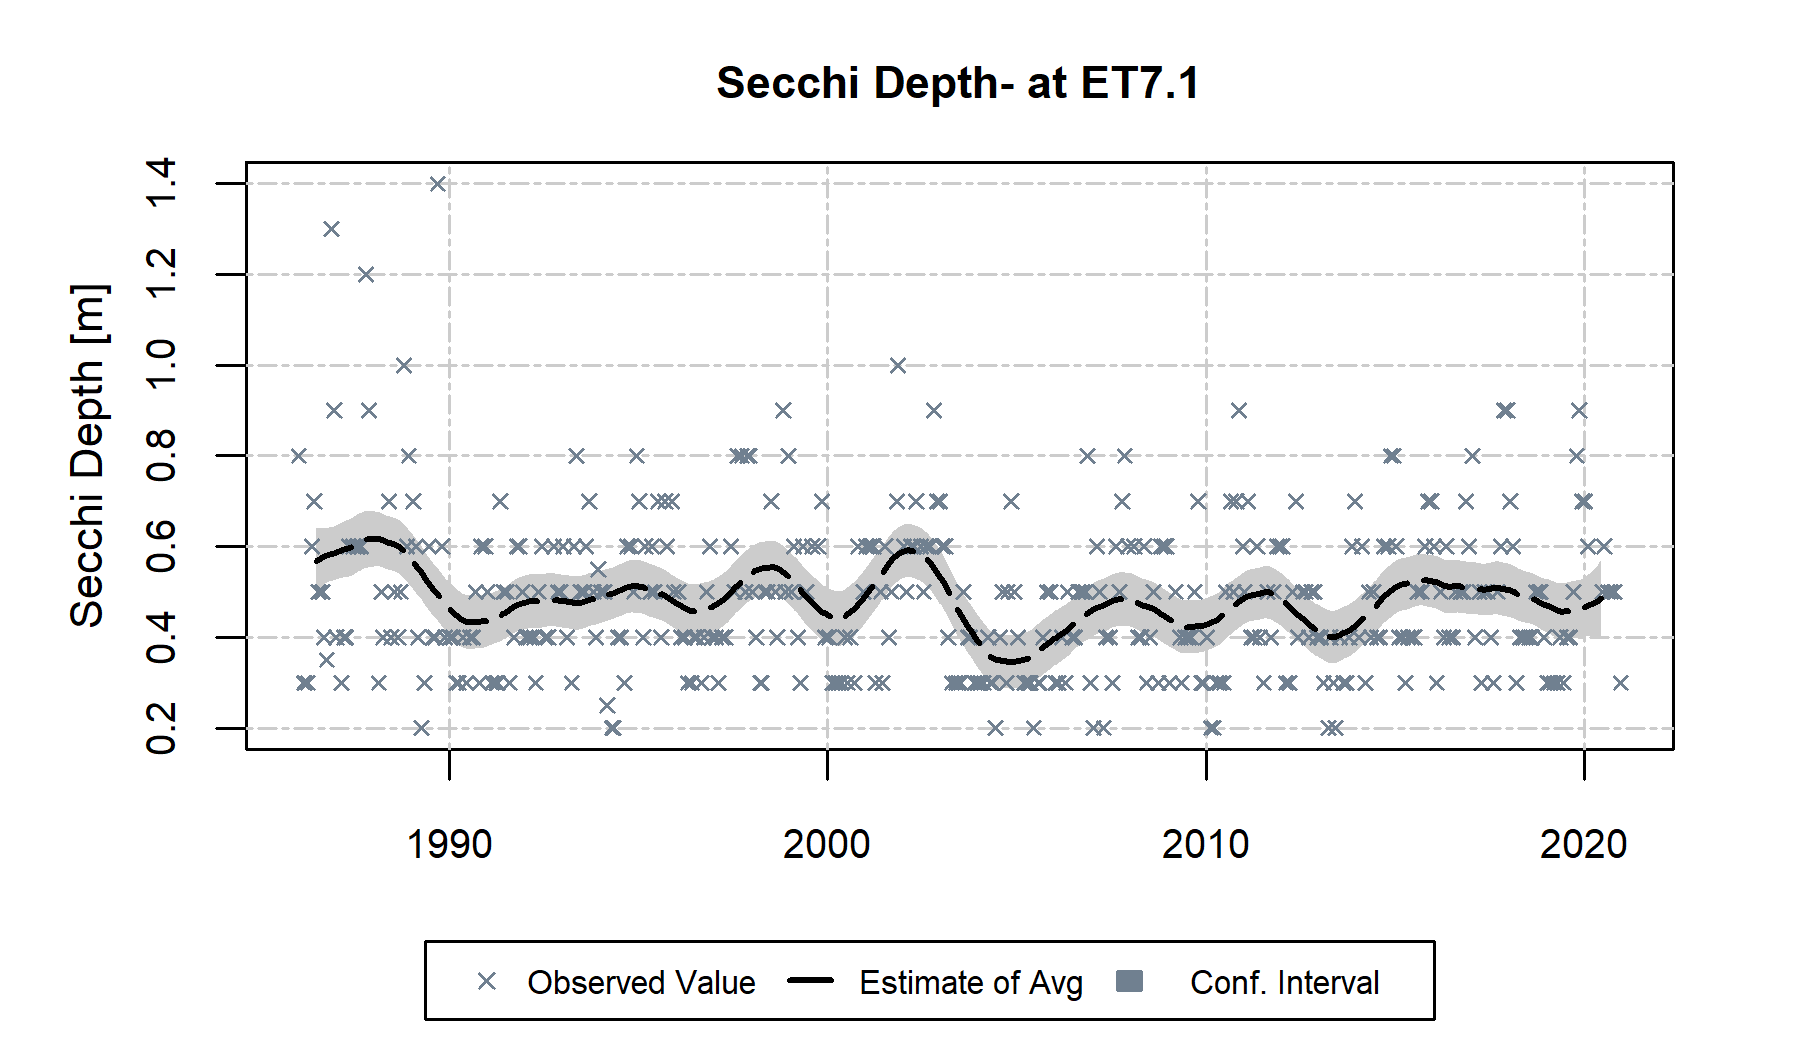 Secchi Depth- at ET7.1
Secchi Depth [m]
1.4
1.2
1.0
0.8
0.6
0.4
0.2
1990 2000 2010 2020
Observed Value Estimate of Avg Conf. Interval